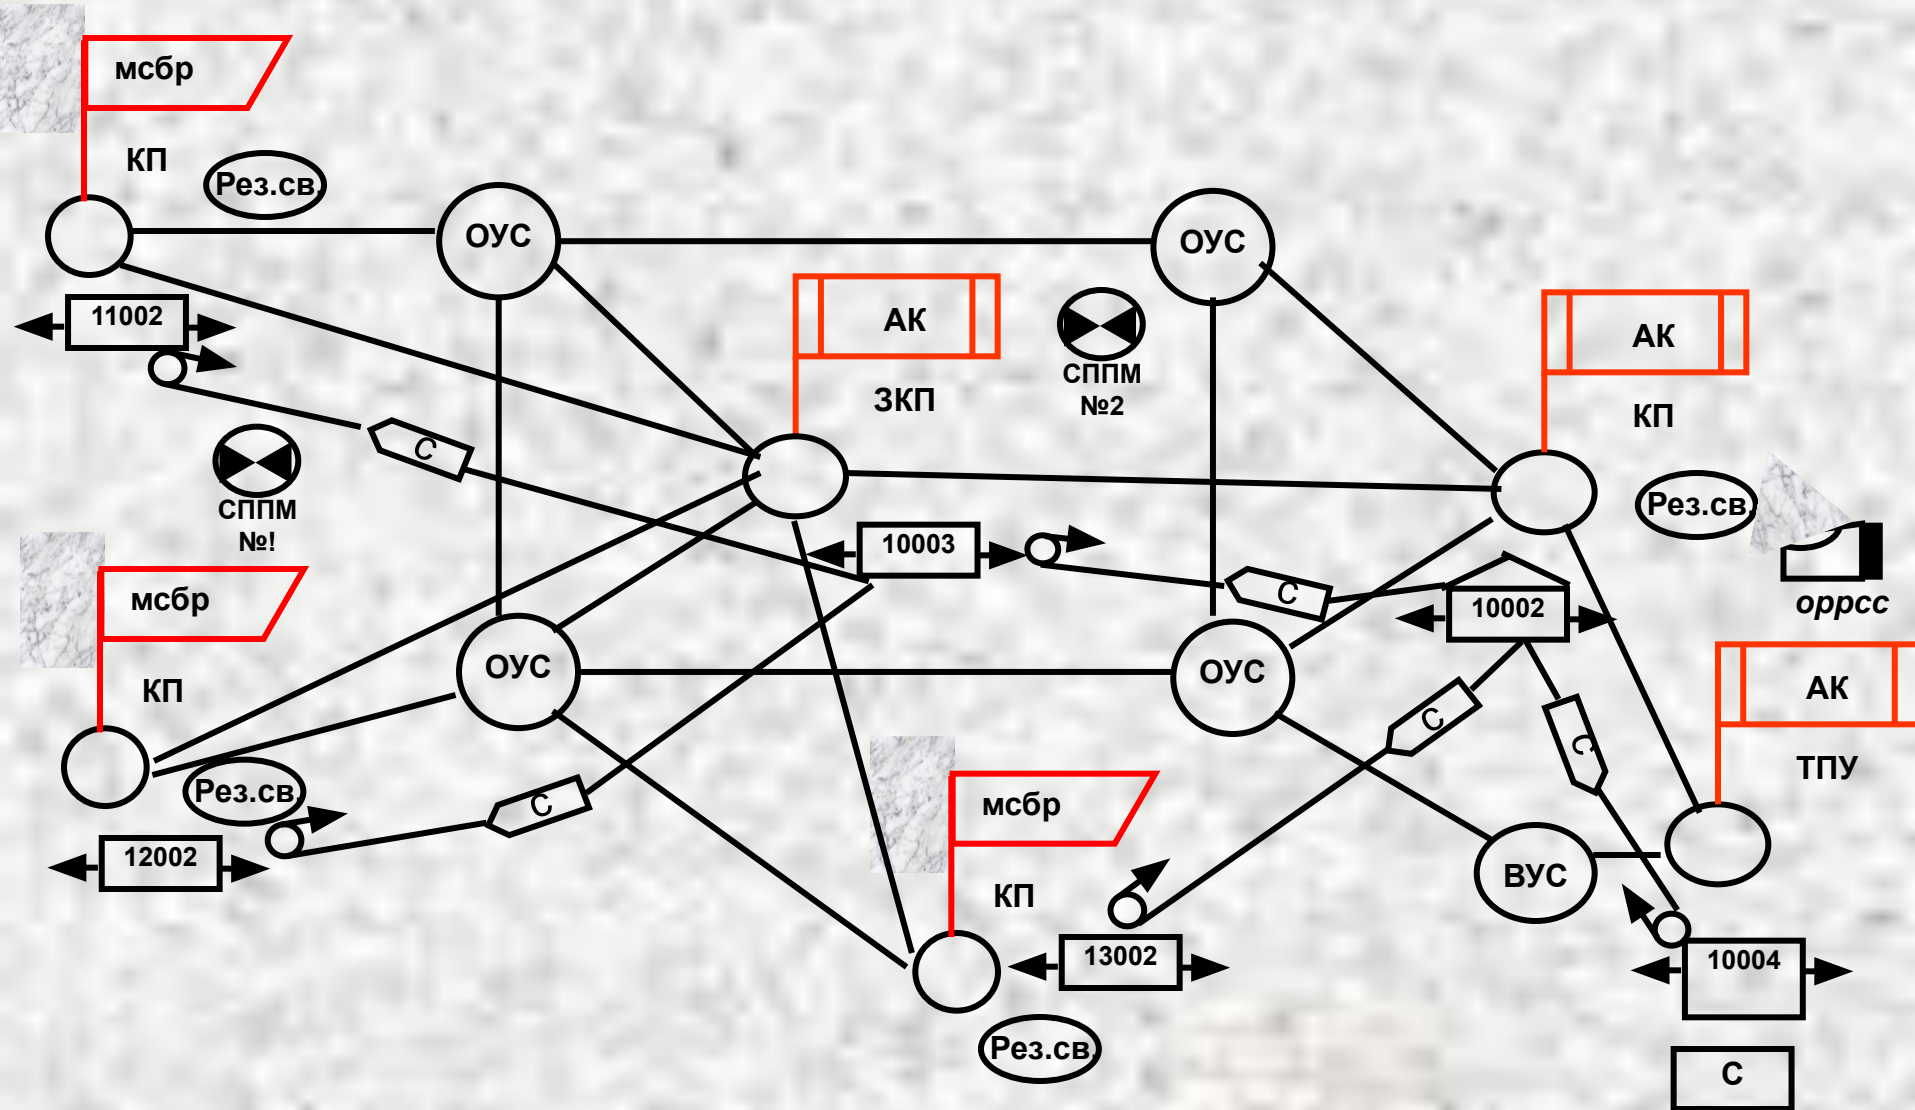 мсбр
КП
Рез.св.
ОУС
ОУС
11002
АК
ЗКП
СППМ
№2
АК
КП
С
СППМ
№!
Рез.св.
10003
С
10002
оррсс
мсбр
КП
ОУС
ОУС
АК
ТПУ
С
С
Рез.св.
С
12002
мсбр
КП
ВУС
13002
10004
Рез.св.
С